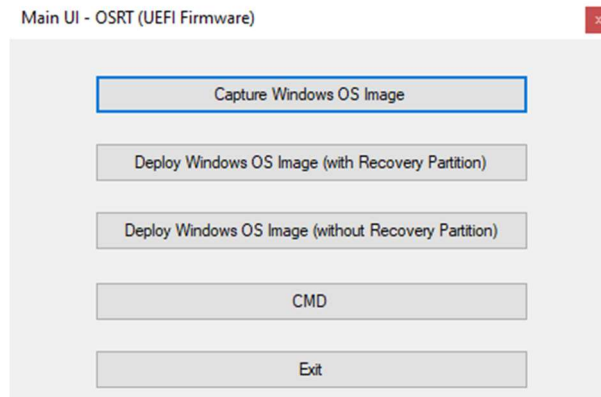 Main UI - OSRT (UEFI Firmware)
x
Capture Windows OS Image
Deploy Windows OS Image (with Recovery Partition)
Deploy Windows OS Image (without Recovery Partition)
CMD
Exit